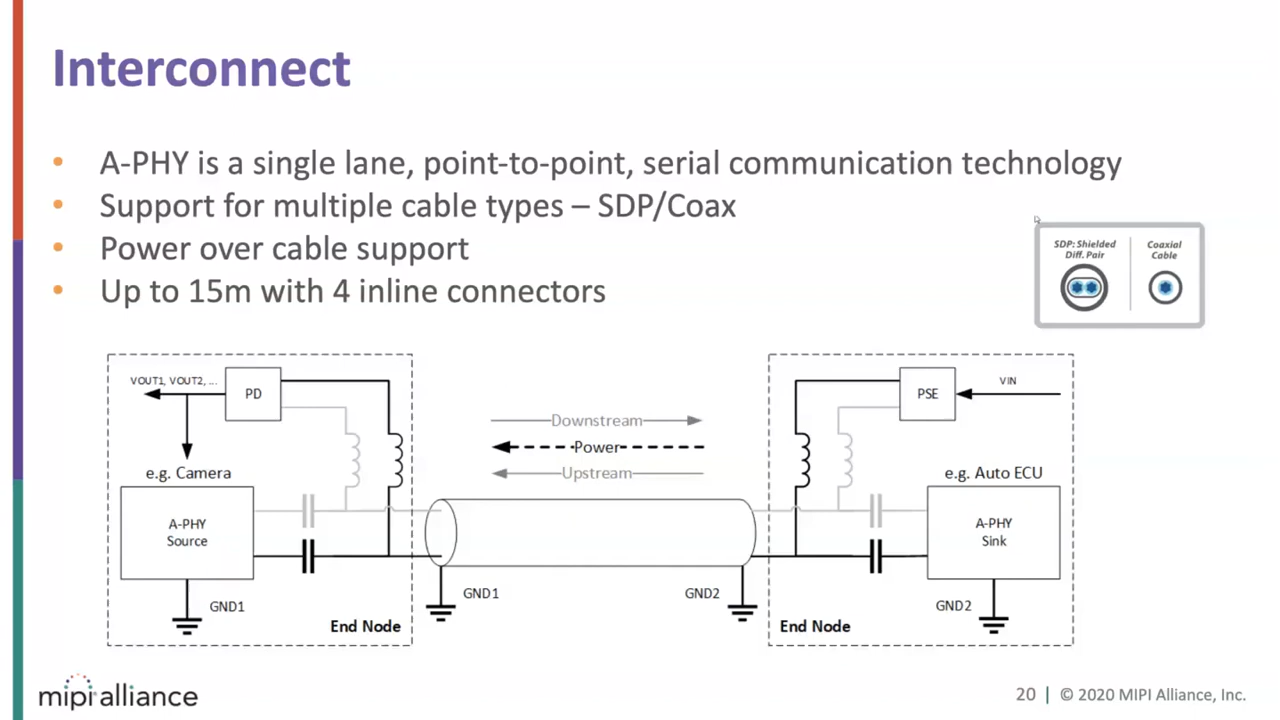 Interconnect
• A-PHY is a single lane, point-to-point, serial communication technology
• Support for multiple cable types – SDP/Coax
• Power over cable support
• Up to 15m with 4 inline connectors
SDP: Shielded
Diff. Pair
Coaxial
Cable
VOUT1, VOUT2, ...
PD
e.g. Camera
A-PHY
Source
GND1
End Node
Downstream
Power
Upstream
GND1
GND2
PSE
VIN
e.g. Auto ECU
A-PHY
Sink
GND2
End Node
mipi alliance
20 | © 2020 MIPI Alliance, Inc.